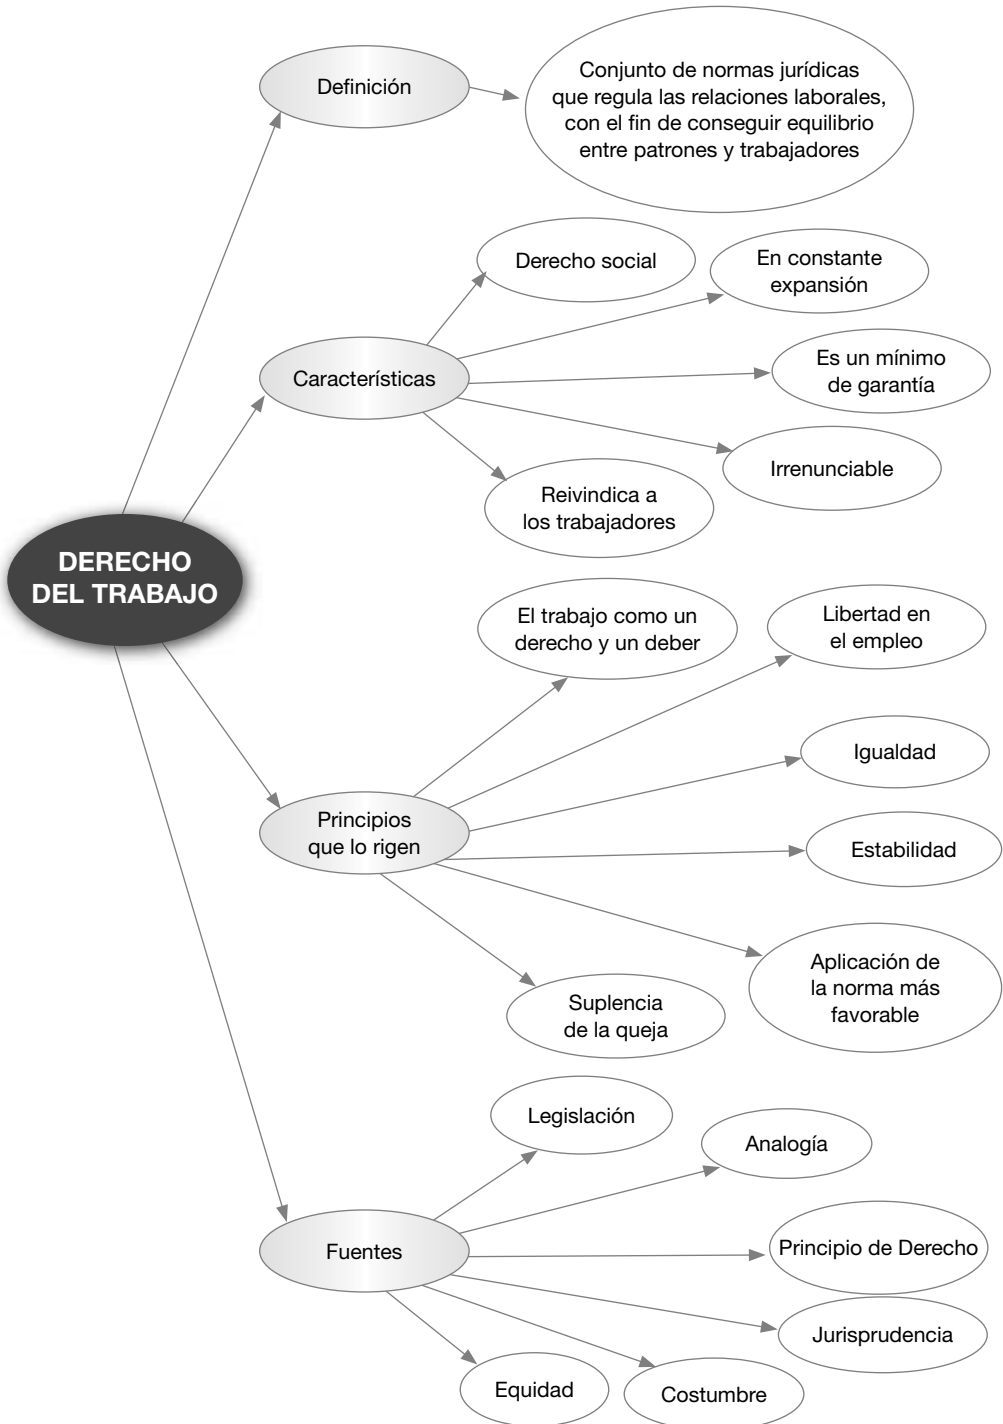 DERECHO
DEL TRABAJO
Definición
Conjunto de normas jurídicas
que regula las relaciones laborales,
con el fin de conseguir equilibrio
entre patrones y trabajadores
Características
Derecho social
En constante
expansión
Es un mínimo
de garantía
Irrenunciable
Reivindica a
los trabajadores
Principios
que lo rigen
El trabajo como un
derecho y un deber
Libertad en
el empleo
Igualdad
Estabilidad
Aplicación de
la norma más
favorable
Suplencia
de la queja
Fuentes
Legislación
Analogía
Principio de Derecho
Jurisprudencia
Costumbre
Equidad